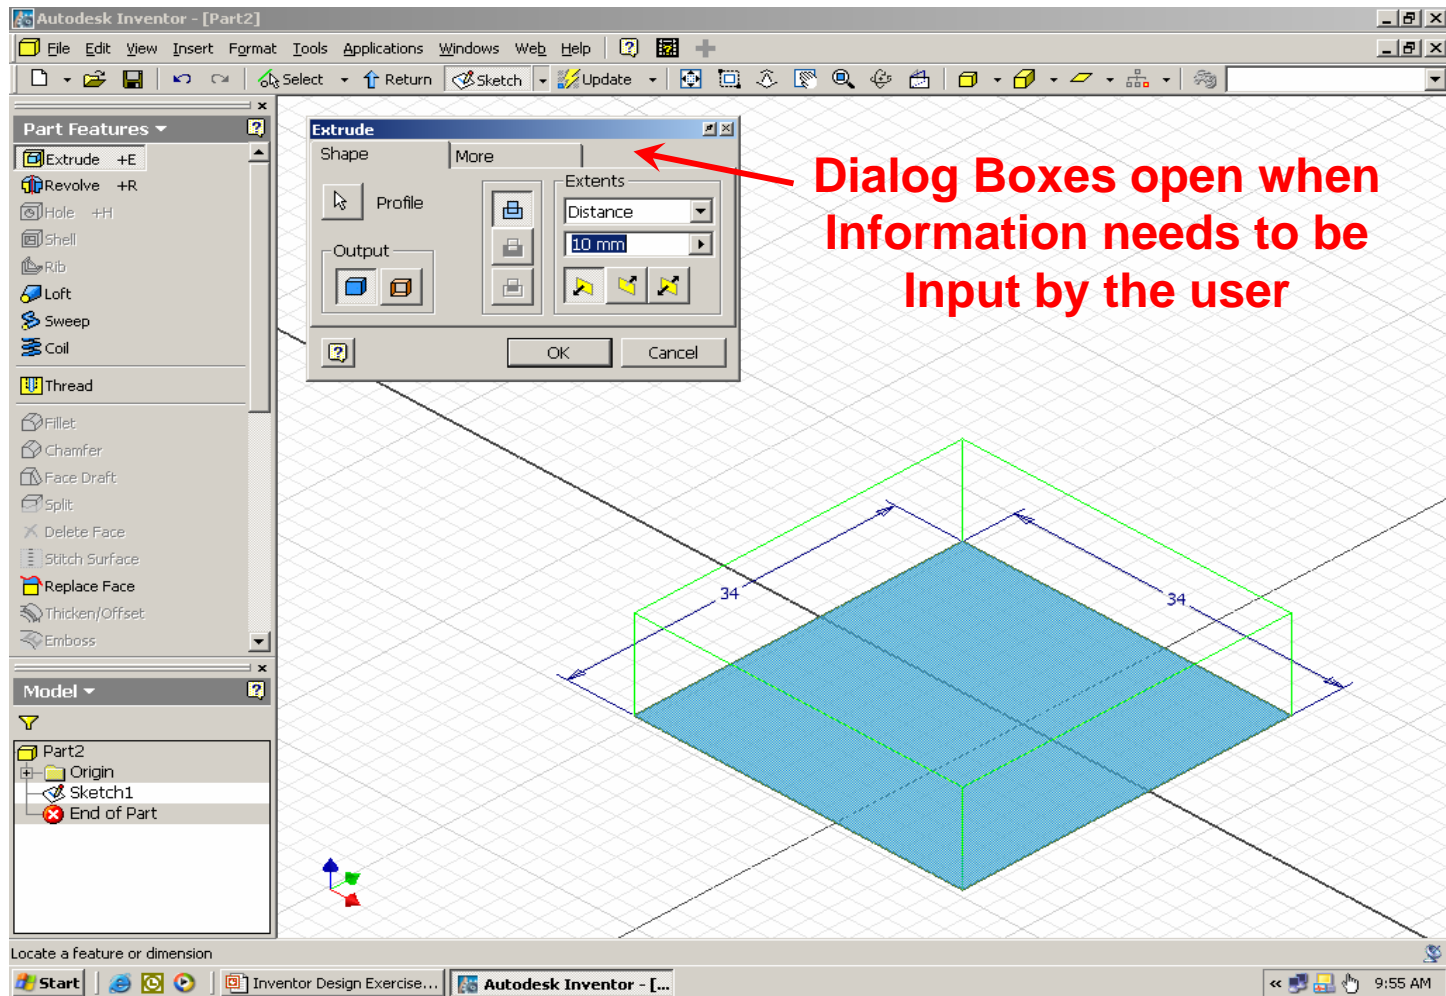 Autodesk Inventor - [Part2]
File Edit View Insert Format Tools Applications Windows Web Help
Select Return Sketch Update
Part Features
Extrude +E
Revolve +R
Hole +H
Shell
Rib
Loft
Sweep
Coil
Thread
Fillet
Chamfer
Face Draft
Split
Delete Face
Stitch Surface
Replace Face
Thicken/Offset
Emboss
Model
Part2
Origin
Sketch1
End of Part
Extrude
Shape More
Profile
Output
Extents
Distance
10 mm
OK Cancel
Dialog Boxes open when
Information needs to be
Input by the user
34
34
Locate a feature or dimension
Start Inventor Design Exercise... Autodesk Inventor - [... 9:55 AM